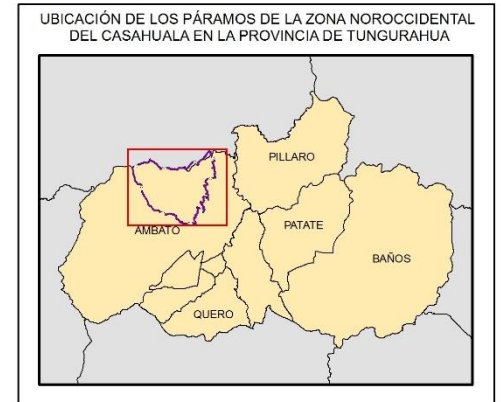 UBICACIÓN DE LOS PÁRAMOS DE LA ZONA NOROCCIDENTAL
DEL CASAHUALA EN LA PROVINCIA DE TUNGURAHUA
PILLARO
AMBATO
PATATE
BAÑOS
QUERO